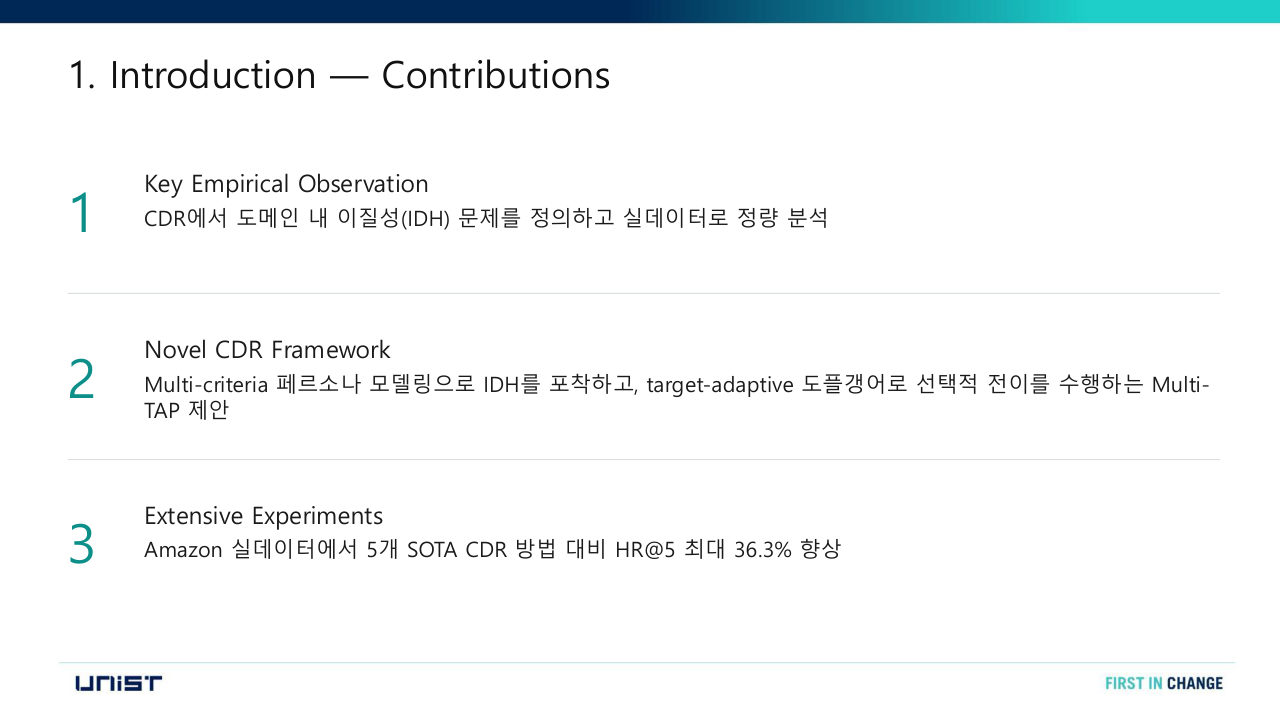 1. Introduction — Contributions
1
Key Empirical Observation
CDR에서 도메인 내 이질성(IDH) 문제를 정의하고 실데이터로 정량 분석
2
Novel CDR Framework
Multi-criteria 페르소나 모델링으로 IDH를 포착하고, target-adaptive 도플갱어로 선택적 전이를 수행하는 Multi-
TAP 제안
3
Extensive Experiments
Amazon 실데이터에서 5개 SOTA CDR 방법 대비 HR@5 최대 36.3% 향상
UNIST
FIRST IN CHANGE